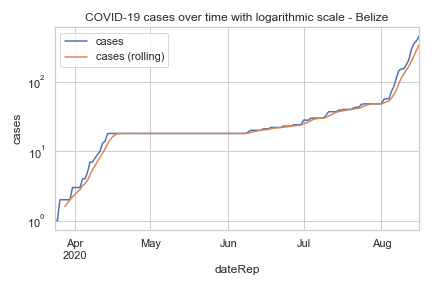 COVID-19 cases over time with logarithmic scale - Belize
cases
cases (rolling)
10²
10¹
10⁰
cases
Apr
2020
May
Jun
Jul
Aug
dateRep